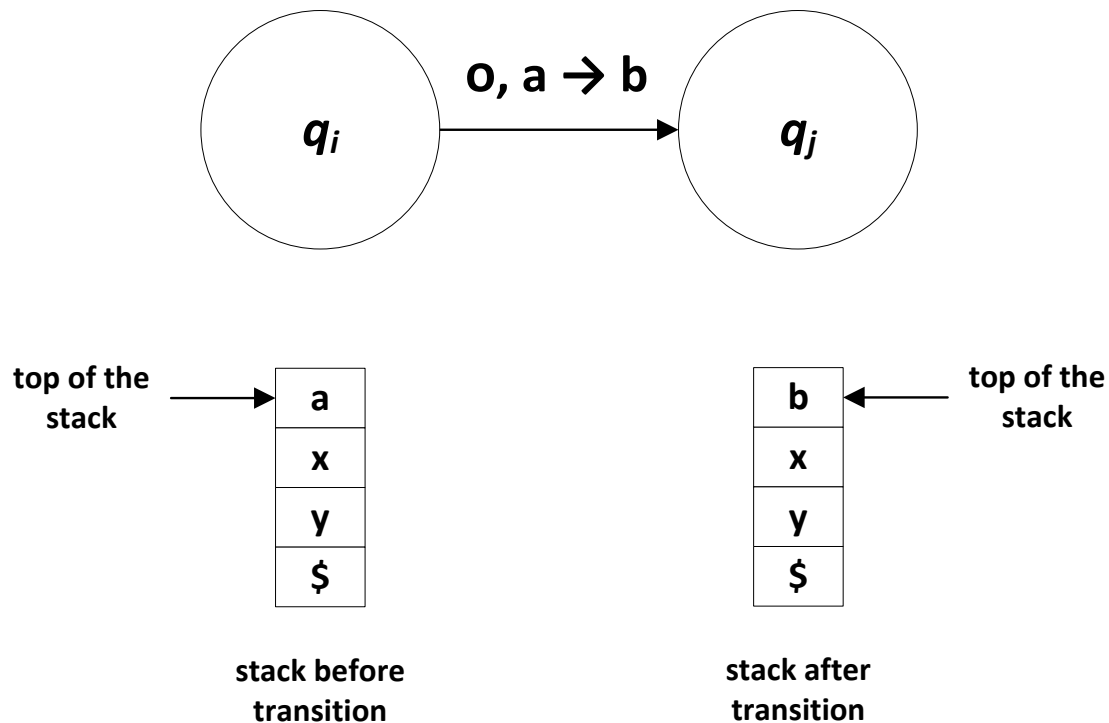 o, a → b
qi
qj
top of the
stack
a
x
y
$
b
x
y
$
top of the
stack
stack before
transition
stack after
transition